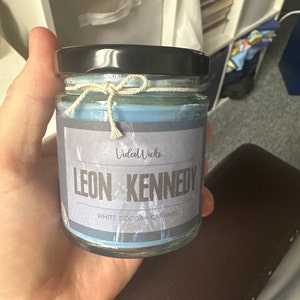 VideoWicks
LEON KENNEDY
WHITE COCOA + CARAMEL